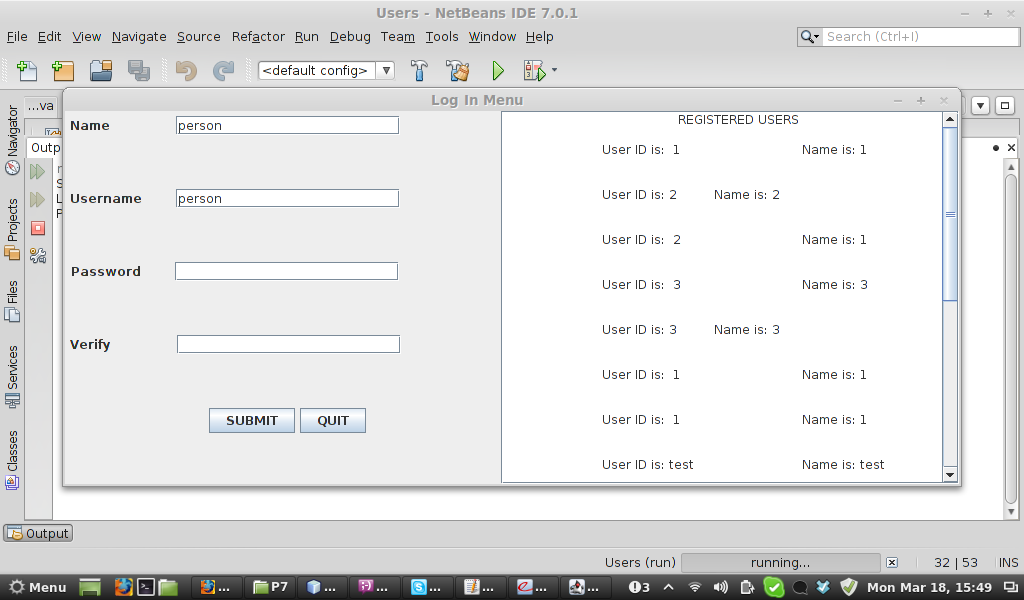 Users - NetBeans IDE 7.0.1
File Edit View Navigate Source Refactor Run Debug Team Tools Window Help
Search (Ctrl+I)
<default config>
...va
Log In Menu
Navigator
Outp
Projects
Files
Services
Classes
Name person
Username person
Password
Verify
SUBMIT QUIT
REGISTERED USERS
User ID is: 1 Name is: 1
User ID is: 2 Name is: 2
User ID is: 2 Name is: 1
User ID is: 3 Name is: 3
User ID is: 3 Name is: 3
User ID is: 1 Name is: 1
User ID is: 1 Name is: 1
User ID is: test Name is: test
Output
Users (run) running... 32 | 53 INS
Menu ... P7 ... ... ... ... ... ... 3 Mon Mar 18, 15:49